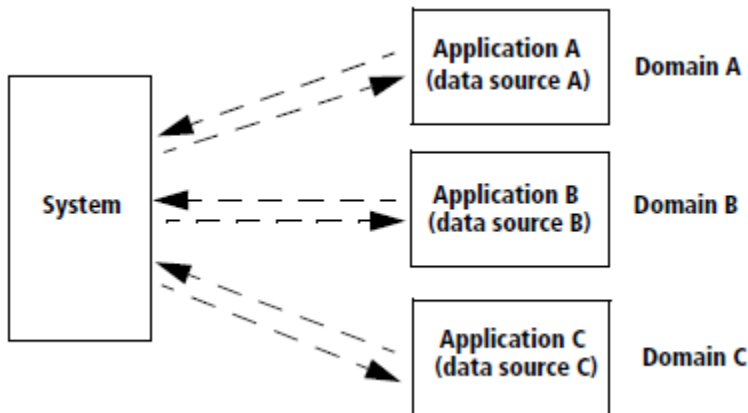 Application A
(data source A)
Domain A
System
Application B
(data source B)
Domain B
Application C
(data source C)
Domain C